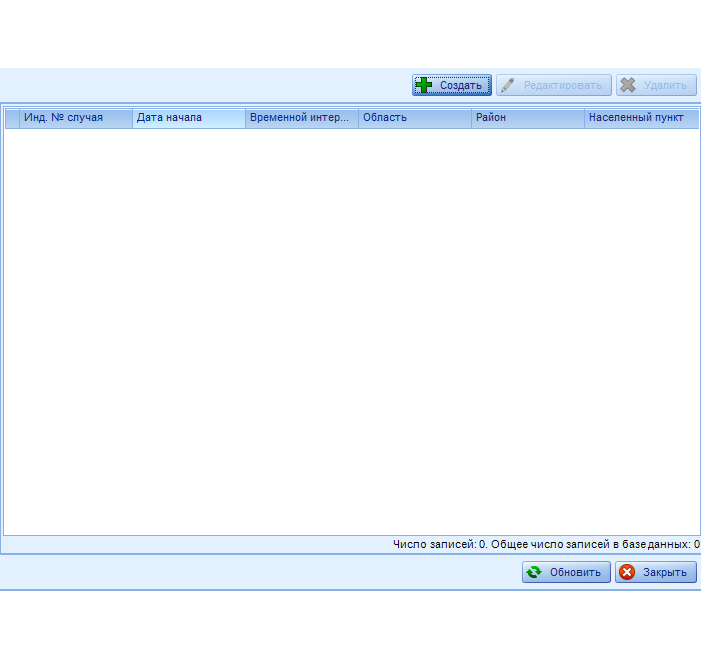 Создать Редактировать Удалить
Инд. № случая Дата начала Временной интер... Область Район Населенный пункт
Число записей: 0. Общее число записей в базе данных: 0
Обновить Закрыть